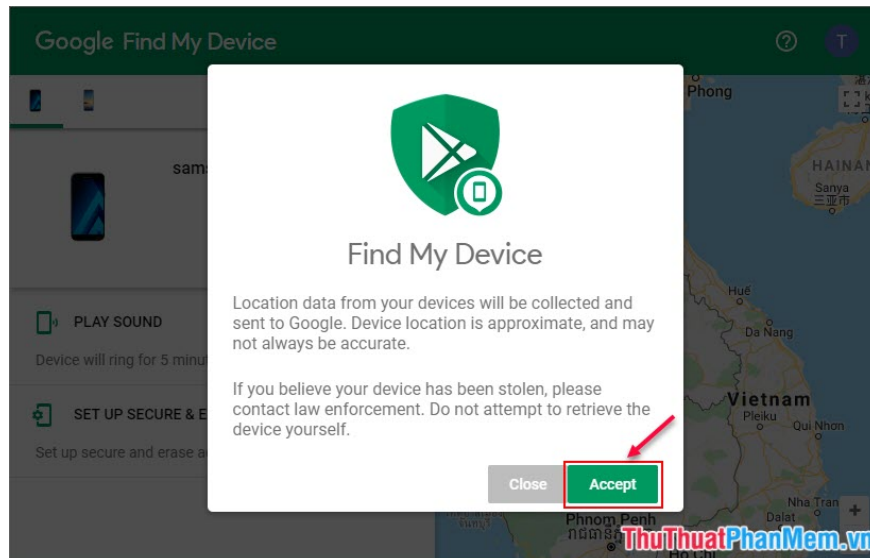 Google Find My Device
T
sams
PLAY SOUND
Device will ring for 5 minut
SET UP SECURE & E
Set up secure and erase a
Find My Device
Location data from your devices will be collected and
sent to Google. Device location is approximate, and may
not always be accurate.
If you believe your device has been stolen, please
contact law enforcement. Do not attempt to retrieve the
device yourself.
Close
Accept
Phong
HAINAN
Sanya
三亚市
Huế
Da Nang
Vietnam
Pleiku
Qui Nhon
Nha Tran
Dalat
Phnom Penh
ThuThuatPhanMem.vn